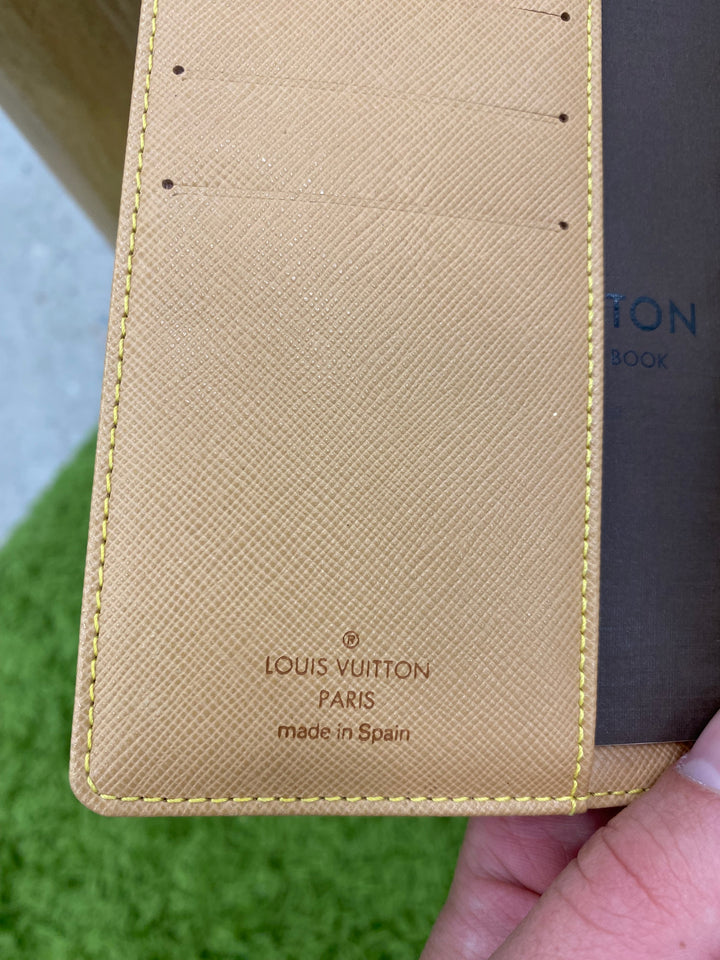 TON
BOOK
®
LOUIS VUITTON
PARIS
made in Spain